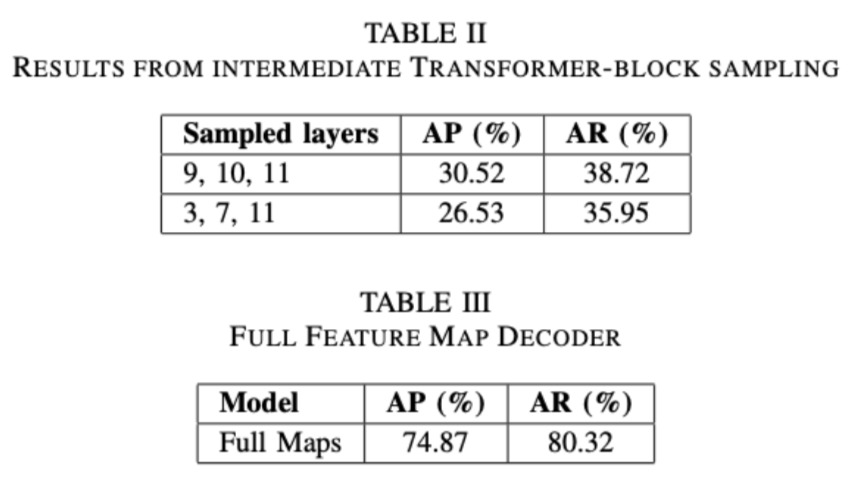 TABLE II
RESULTS FROM INTERMEDIATE TRANSFORMER-BLOCK SAMPLING
Sampled layers AP (%) AR (%)
9, 10, 11 30.52 38.72
3, 7, 11 26.53 35.95
TABLE III
FULL FEATURE MAP DECODER
Model AP (%) AR (%)
Full Maps 74.87 80.32